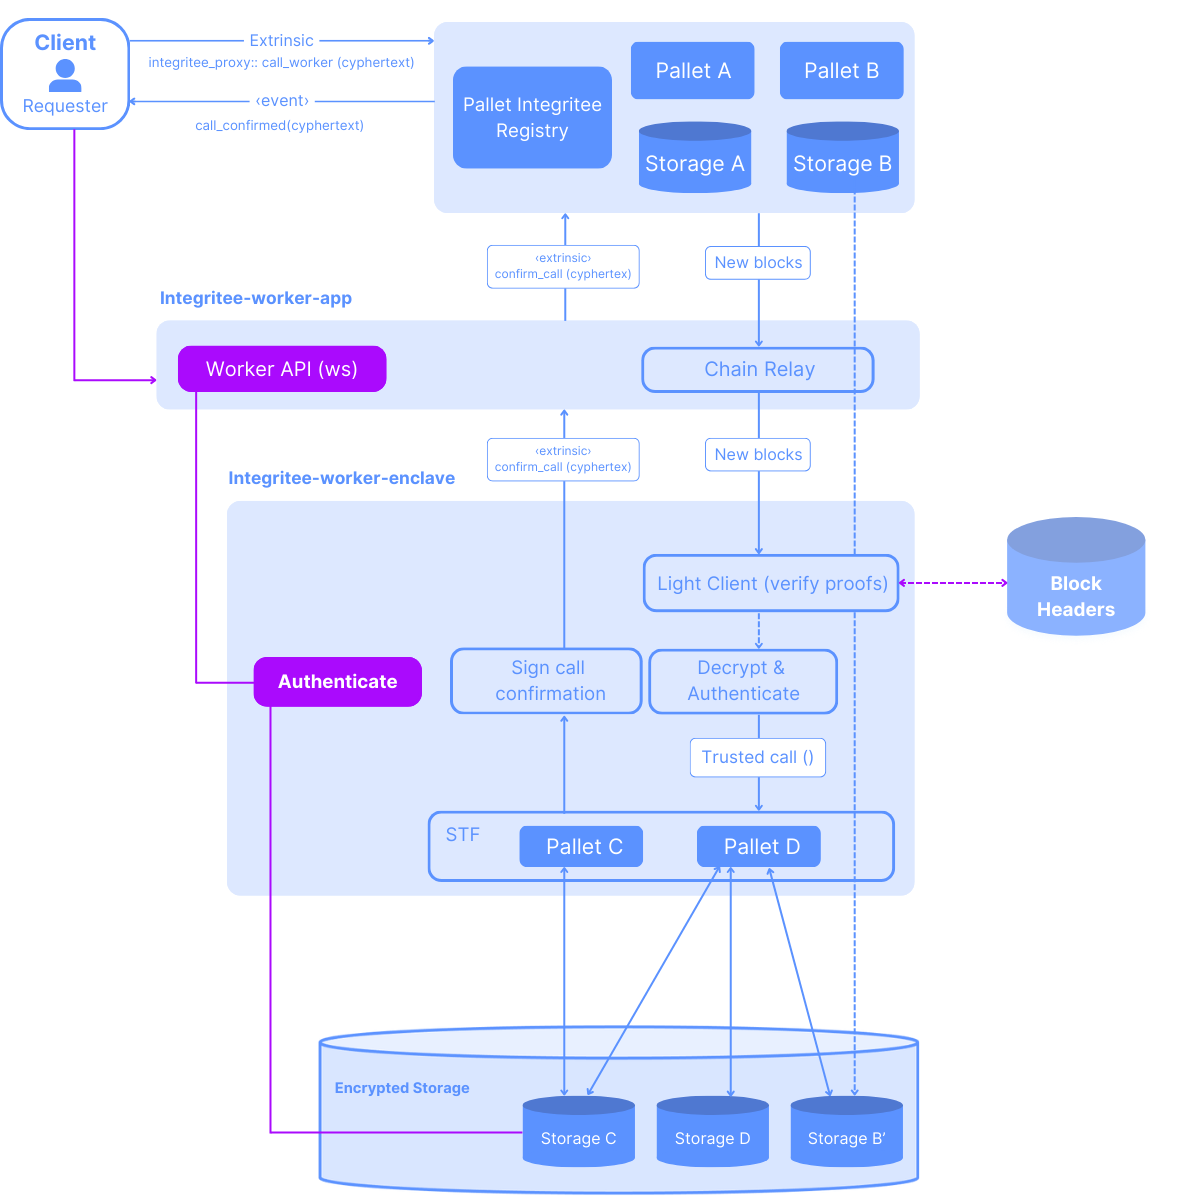 Client
Requester
Extrinsic
integritee_proxy:: call_worker (cyphertext)
‹event›
call_confirmed(cyphertext)
Pallet Integritee
Registry
Pallet A
Pallet B
Storage A
Storage B
‹extrinsic›
confirm_call (cyphertex)
New blocks
Integritee-worker-app
Worker API (ws)
Chain Relay
‹extrinsic›
confirm_call (cyphertex)
New blocks
Integritee-worker-enclave
Light Client (verify proofs)
Block
Headers
Authenticate
Sign call
confirmation
Decrypt &
Authenticate
Trusted call ()
STF
Pallet C
Pallet D
Encrypted Storage
Storage C
Storage D
Storage B’